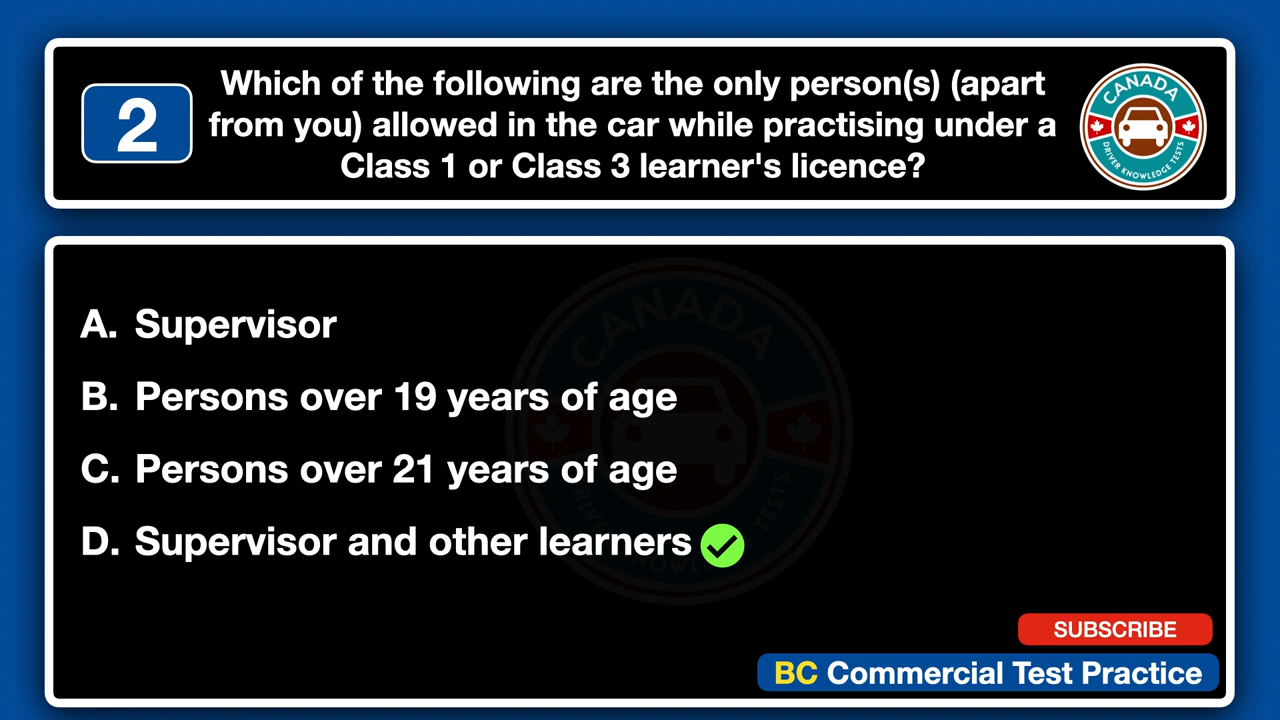 2
Which of the following are the only person(s) (apart
from you) allowed in the car while practising under a
Class 1 or Class 3 learner's licence?
CANADA
DRIVER KNOWLEDGE TESTS
A. Supervisor
B. Persons over 19 years of age
C. Persons over 21 years of age
D. Supervisor and other learners
CANADA
SUBSCRIBE
BC Commercial Test Practice